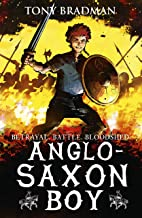 TONY BRADMAN
BETRAYAL. BATTLE. BLOODSHED.
ANGLO-
SAXON
BOY